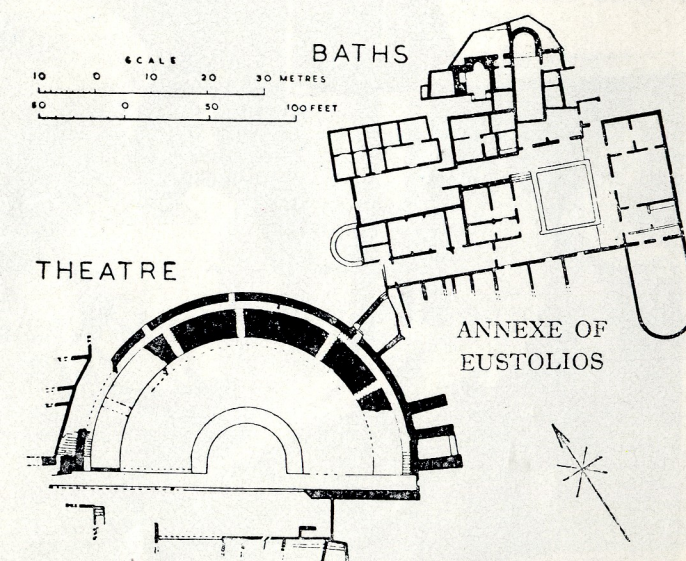 SCALE
10 0 10 20 30 METRES
50 0 50 100 FEET
BATHS
THEATRE
ANNEXE OF
EUSTOLIOS